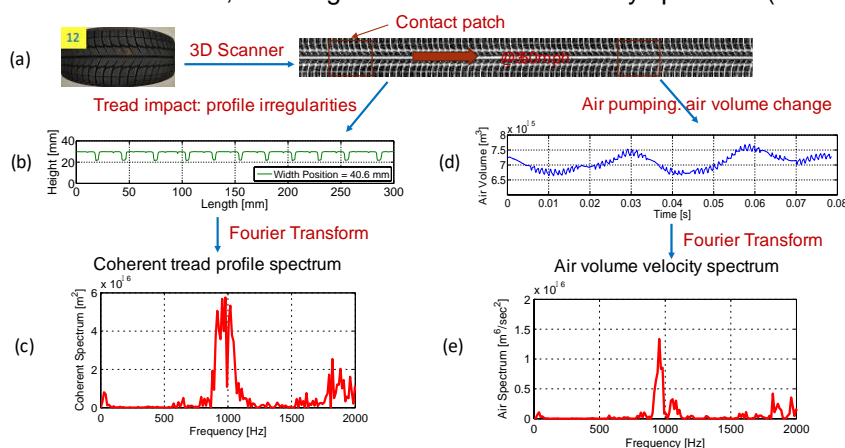 Contact patch
(a)
12
3D Scanner
Tread impact: profile irregularities
Air pumping: air volume change
(b)
Height [mm]
40
20
0
Width Position = 40.6 mm
0 50 100 150 200 250 300
Length [mm]
(d)
Air Volume [m³]
7.5
7
6.5
0 0.01 0.02 0.03 0.04 0.05 0.06 0.07 0.08
Time [s]
Fourier Transform
Fourier Transform
Coherent tread profile spectrum
Air volume velocity spectrum
(c)
Coherent Spectrum [m²]
6
4
2
0
0 500 1000 1500 2000
Frequency [Hz]
(e)
Air Spectrum [m⁶/sec²]
2
1.5
1
0.5
0
0 500 1000 1500 2000
Frequency [Hz]